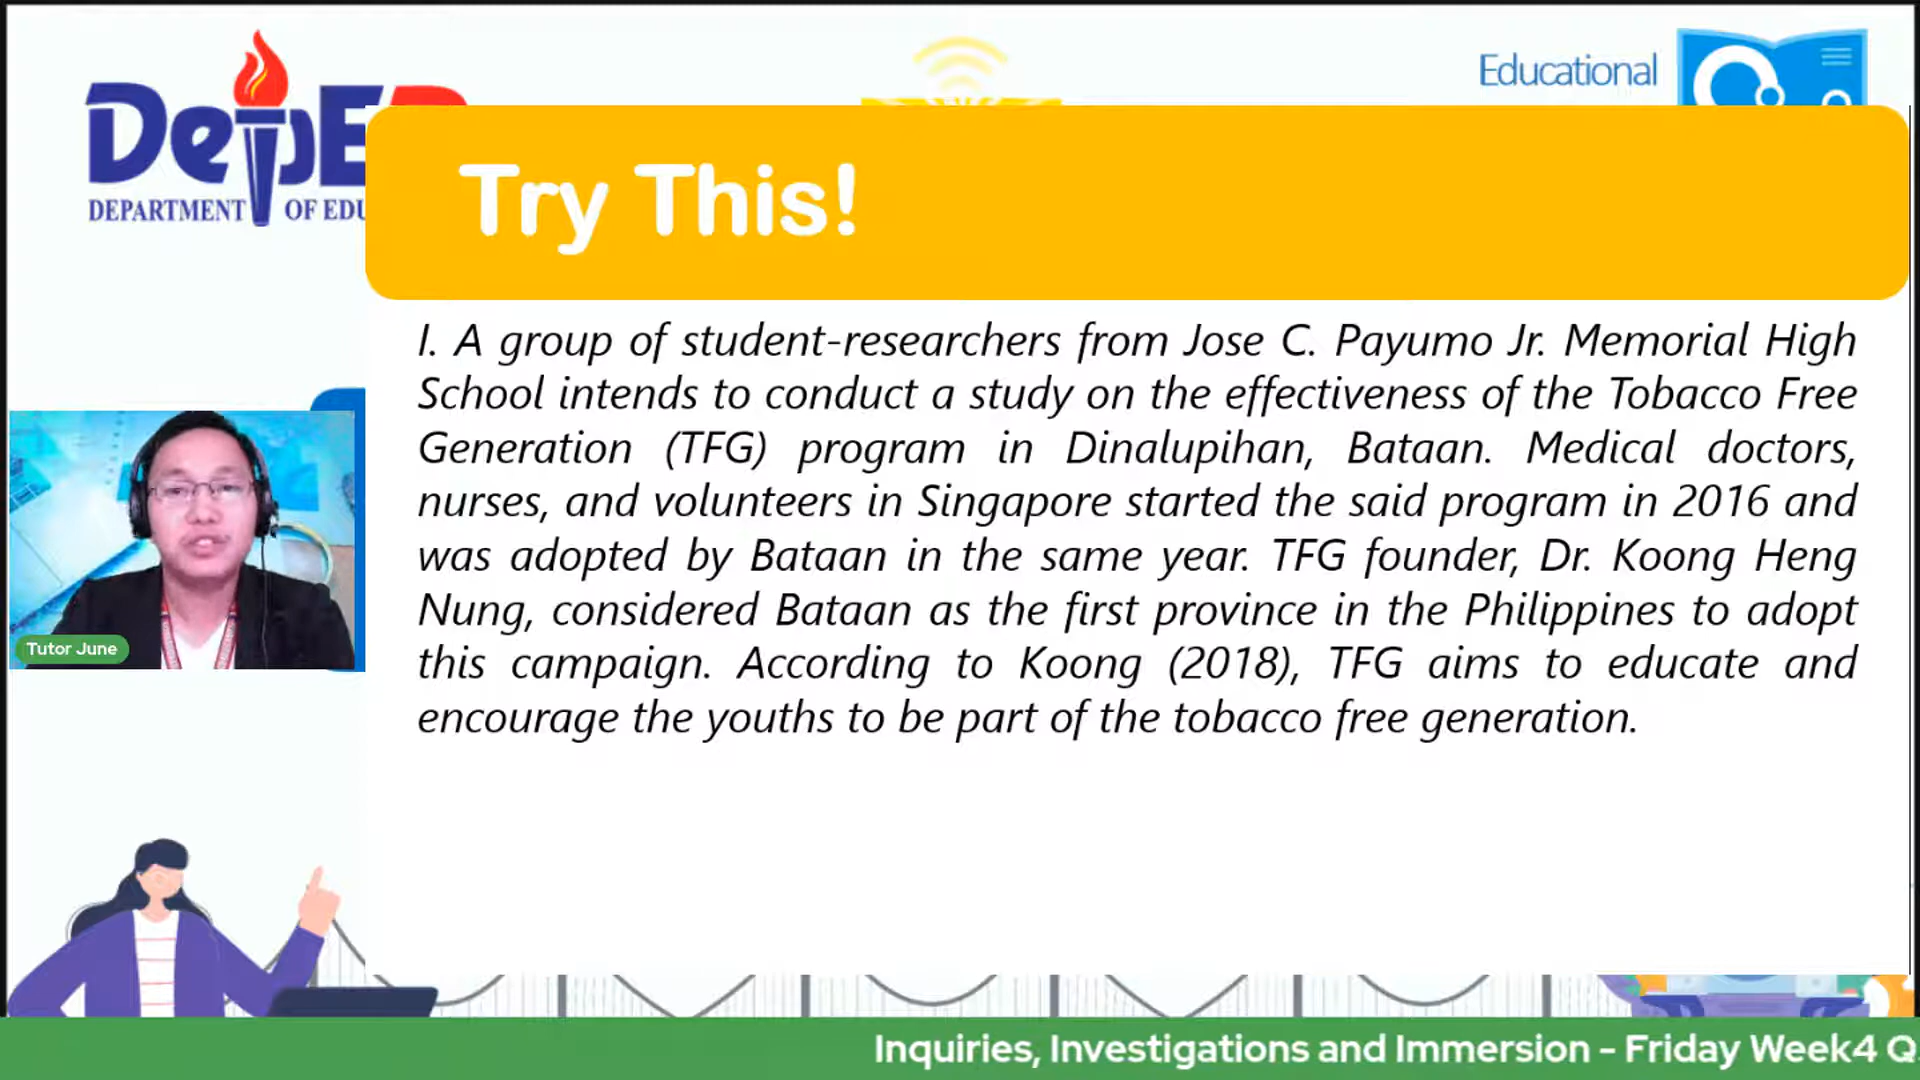 DepED
DEPARTMENT OF EDU
Educational
Try This!
I. A group of student-researchers from Jose C. Payumo Jr. Memorial High
School intends to conduct a study on the effectiveness of the Tobacco Free
Generation (TFG) program in Dinalupihan, Bataan. Medical doctors,
nurses, and volunteers in Singapore started the said program in 2016 and
was adopted by Bataan in the same year. TFG founder, Dr. Koong Heng
Nung, considered Bataan as the first province in the Philippines to adopt
this campaign. According to Koong (2018), TFG aims to educate and
encourage the youths to be part of the tobacco free generation.
Tutor June
Inquiries, Investigations and Immersion - Friday Week4 Q